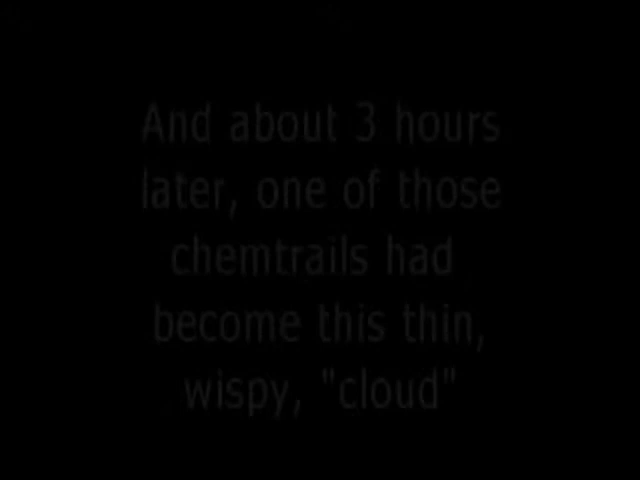 And about 3 hours
later, one of those
chemtrails had
become this thin,
wispy, "cloud"